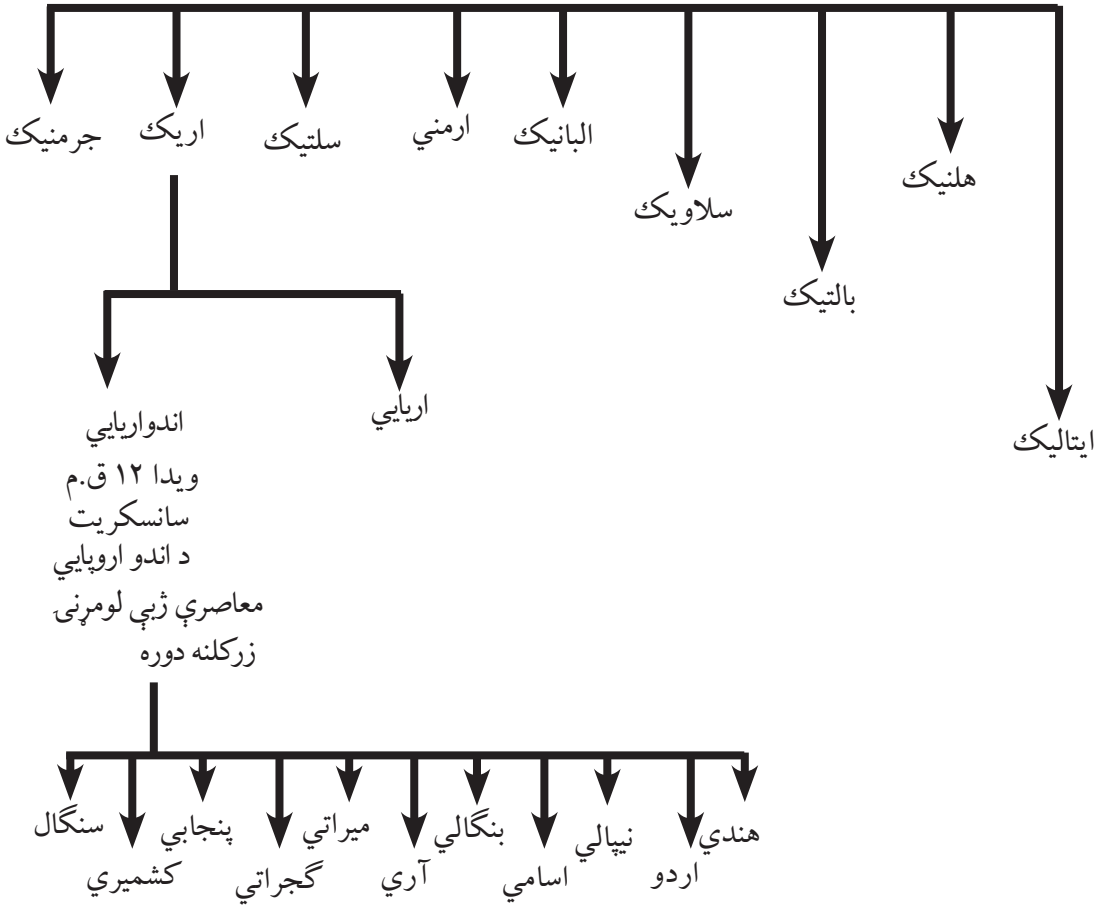 ايتاليک
هلنيک
بالتيک
سلاويک
البانيک
ارمني
سلتيک
اريک
جرمنيک
اريايي
اندواريايي
ويدا ۱۲ ق.م
سانسکريت
د اندو اروپايي
معاصرې ژبې لومړنۍ
زرکلنه دوره
هندي
اردو
نيپالي
اسامي
بنگالي
آري
ميراتي
گجراتي
پنجابي
کشميري
سنگال